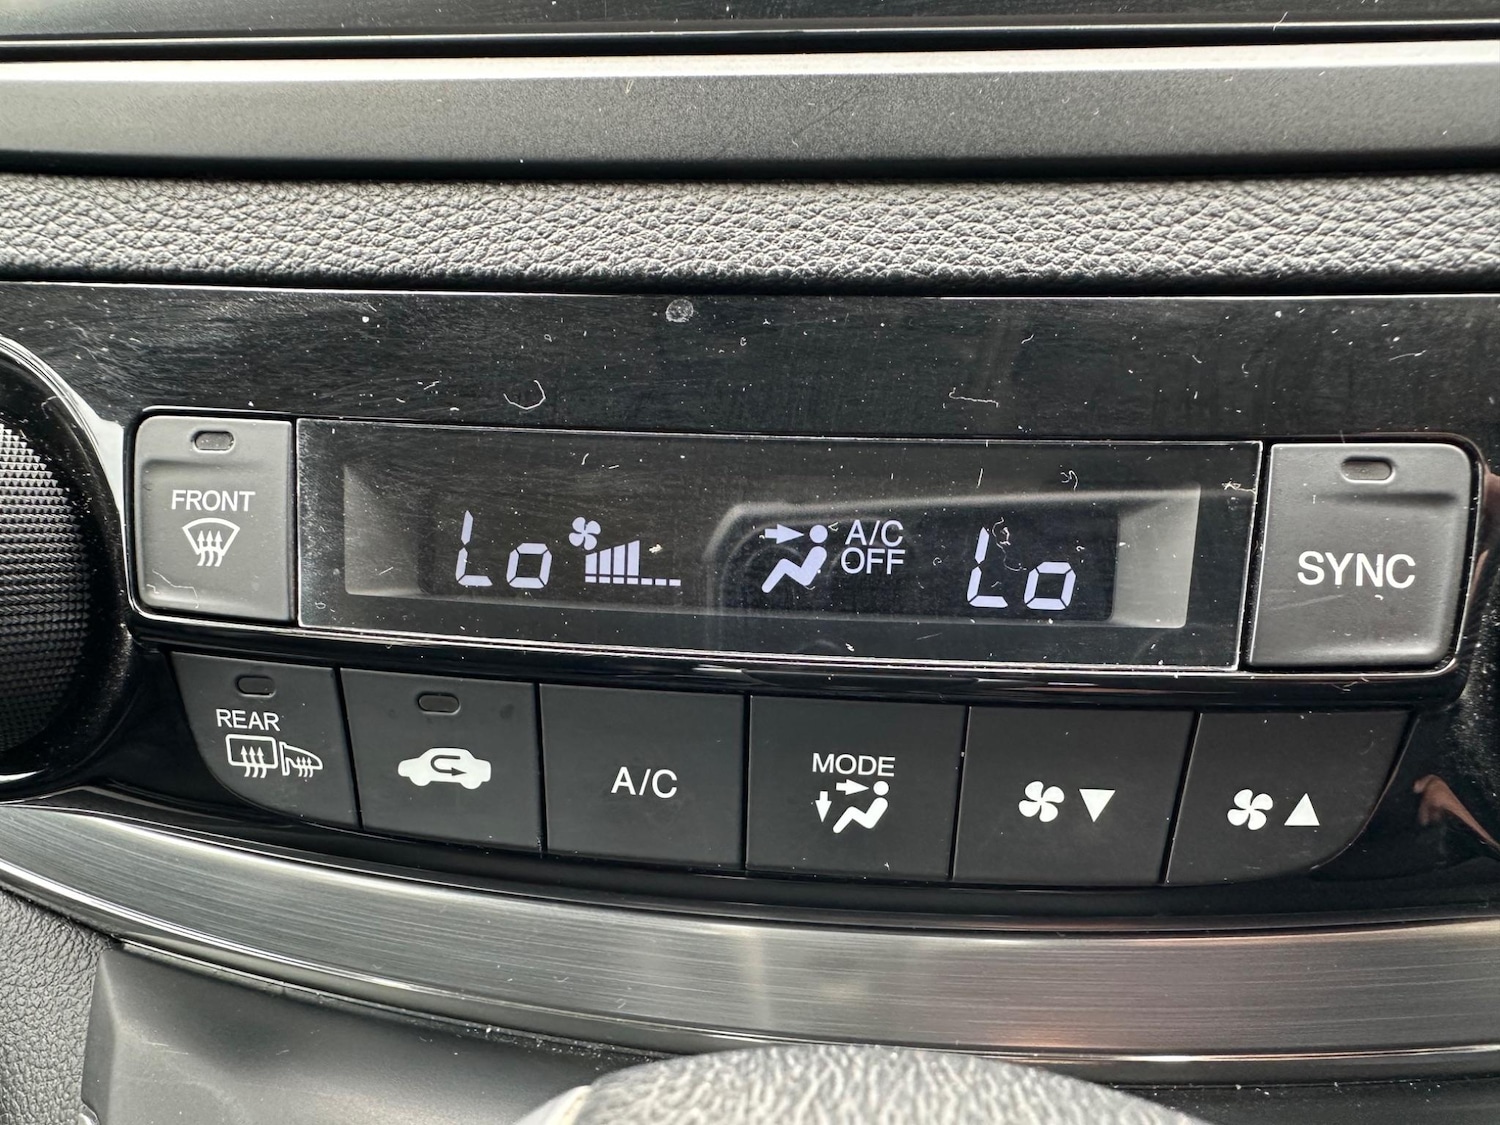 FRONT
Lo
A/C
OFF
Lo
SYNC
REAR
A/C
MODE